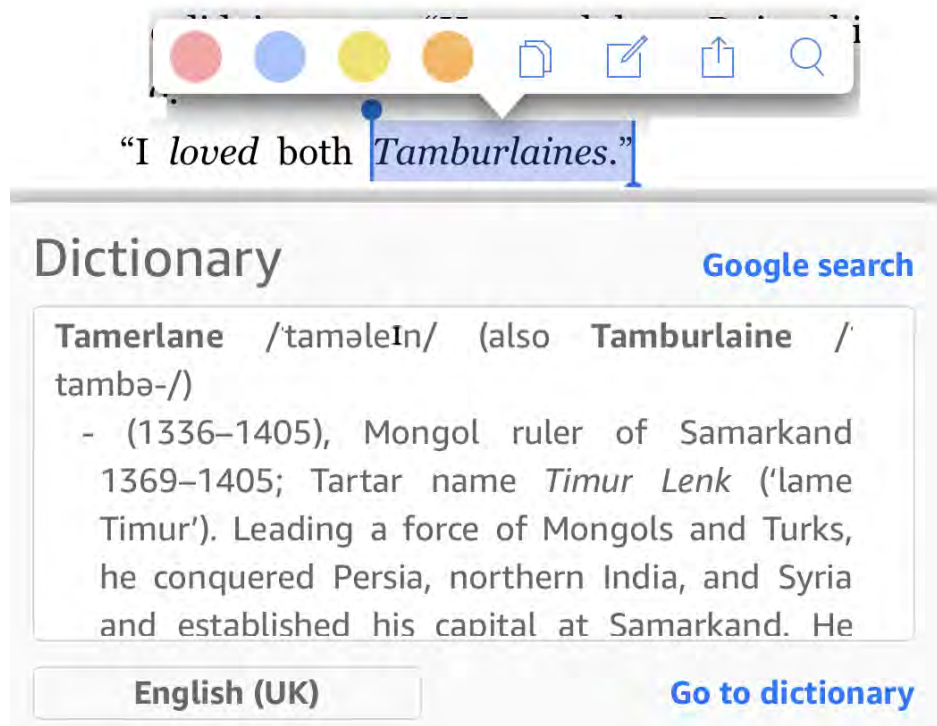 “I loved both Tamburlaines.”
Dictionary
Google search
Tamerlane /ˈtaməleɪn/ (also Tamburlaine /ˈ
tambə-/)
- (1336–1405), Mongol ruler of Samarkand
1369–1405; Tartar name Timur Lenk (‘lame
Timur’). Leading a force of Mongols and Turks,
he conquered Persia, northern India, and Syria
and established his capital at Samarkand. He
English (UK)
Go to dictionary